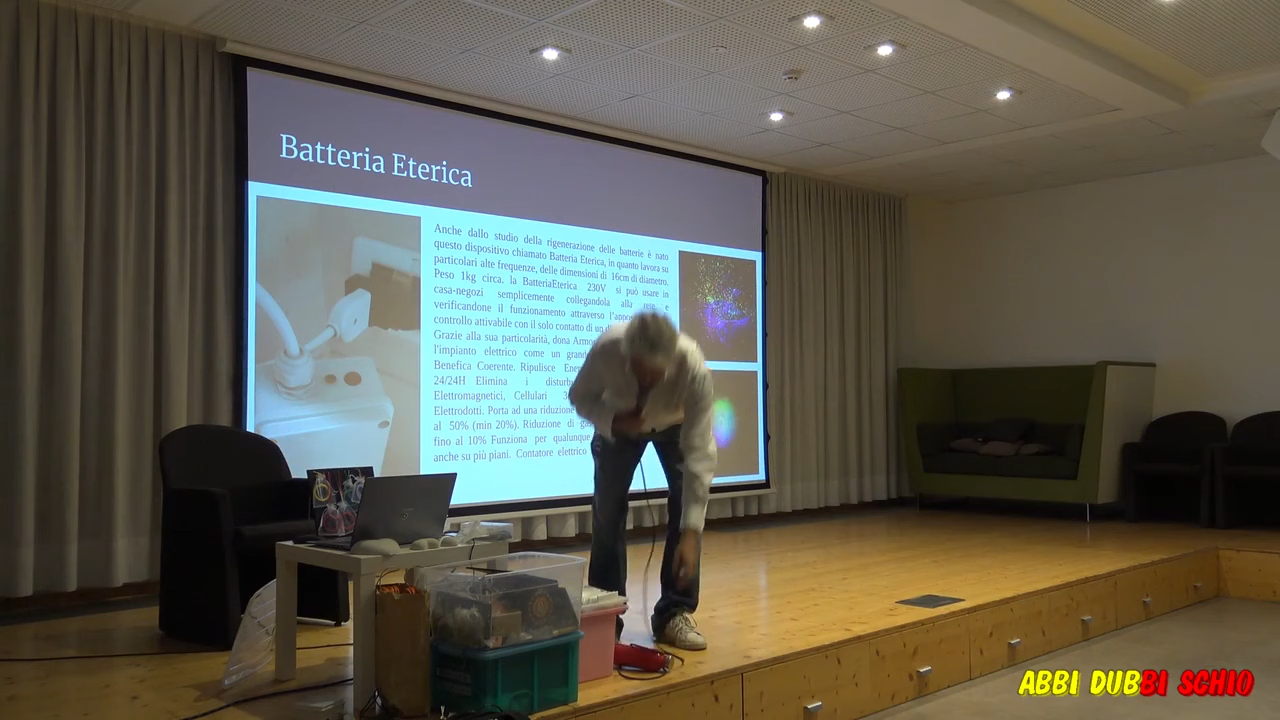 Batteria Eterica
Anche dallo studio della rigenerazione delle batterie è nato
questo dispositivo chiamato Batteria Eterica, in quanto lavora su
particolari alte frequenze, delle dimensioni di 16cm di diametro,
Peso 1kg circa. la BatteriaEterica 230V si può usare in
casa-negozi semplicemente collegandola alla rete e
verificandone il funzionamento attraverso
controllo attivabile con il solo contatto di un
Grazie alla sua particolarità, dona
l'impianto elettrico come un
Benefica Coerente. Ripulisce
24/24H Elimina i
Elettromagnetici, Cellulari
Elettrodotti. Porta ad una riduzione
al 50% (min 20%). Riduzione di
fino al 10% Funziona per qualunque
anche su più piani. Contatore elettrico
ABBI DUBBI SCHIO